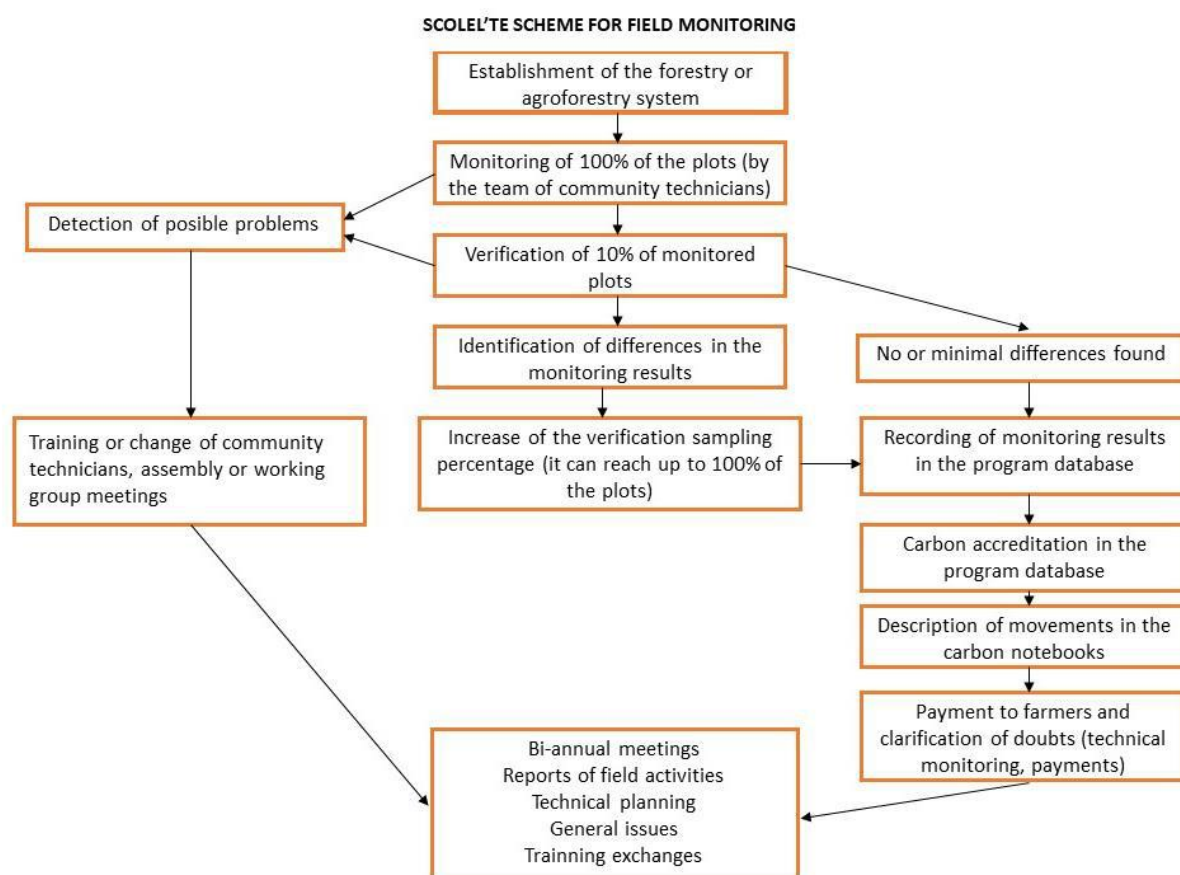 SCOLEL'TE SCHEME FOR FIELD MONITORING
Establishment of the forestry or
agroforestry system
Monitoring of 100% of the plots (by
the team of community technicians)
Detection of posible problems
Verification of 10% of monitored
plots
Identification of differences in the
monitoring results
No or minimal differences found
Training or change of community
technicians, assembly or working
group meetings
Increase of the verification sampling
percentage (it can reach up to 100% of
the plots)
Recording of monitoring results
in the program database
Carbon accreditation in the
program database
Description of movements in the
carbon notebooks
Payment to farmers and
clarification of doubts (technical
monitoring, payments)
Bi-annual meetings
Reports of field activities
Technical planning
General issues
Trainning exchanges